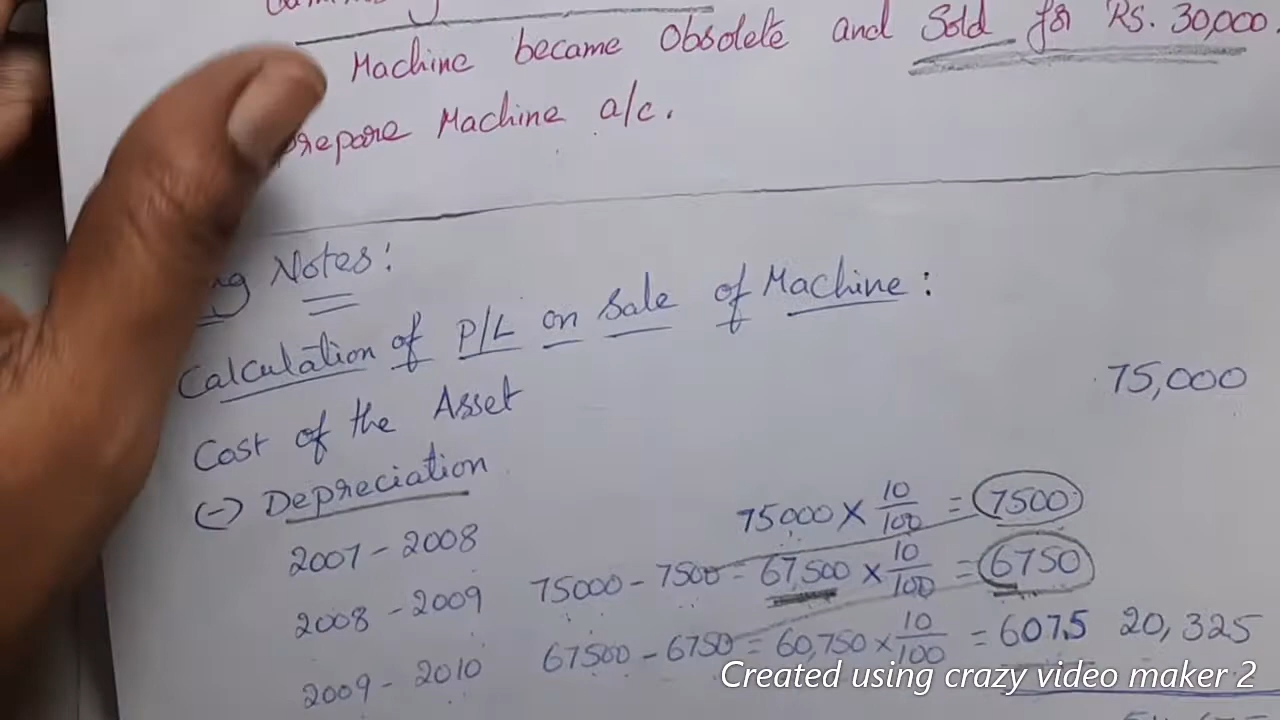 Machine became Obsolete and Sold for Rs. 30,000.
prepare Machine a/c.
Notes:
Calculation of P/L on Sale of Machine:
Cost of the Asset 75,000
(-) Depreciation
2007-2008 75000 × 10/100 = 7500
2008-2009 75000 - 7500 = 67,500 × 10/100 = 6750
2009-2010 67500 - 6750 = 60,750 × 10/100 = 6075 20,325
Created using crazy video maker 2